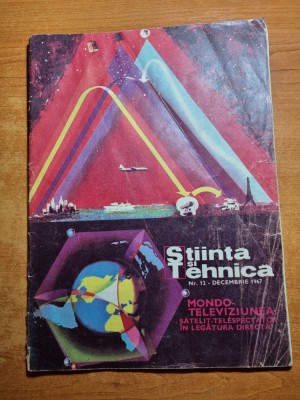 Știința
și
Tehnica
Nr. 12 - DECEMBRIE 1967
MONDO-
TELEVIZIUNEA:
SATELIT-TELESPECTATOR
ÎN LEGĂTURĂ DIRECTĂ